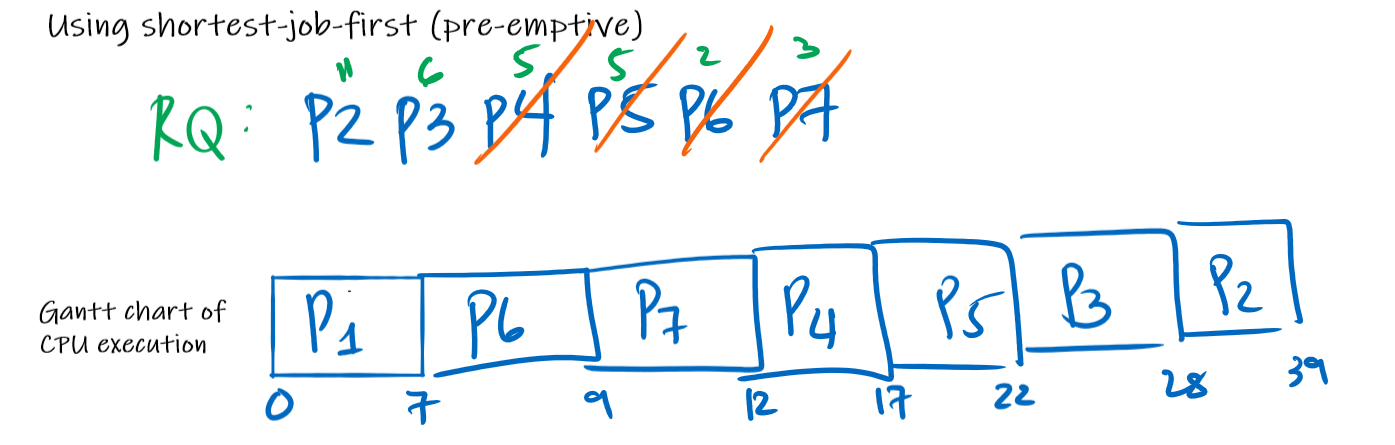 Using shortest-job-first (pre-emptive)
11 6 5 5 2 3
RQ: P2 P3 P4 P5 P6 P7
P1 P6 P7 P4 P5 P3 P2
Gantt chart of
CPU execution
0 7 9 12 17 22 28 39